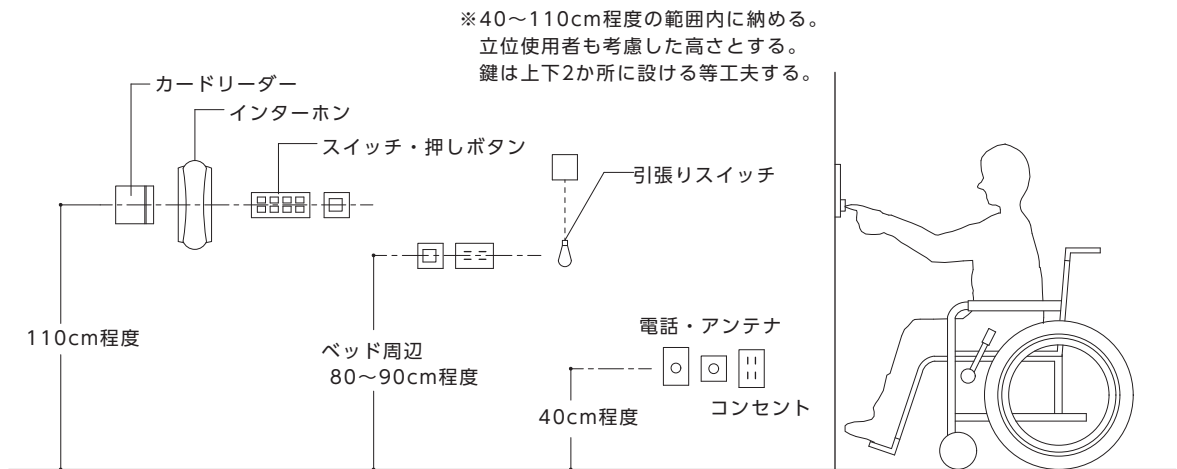 ※40～110cm程度の範囲内に納める。
立位使用者も考慮した高さとする。
鍵は上下2か所に設ける等工夫する。
カードリーダー
インターホン
スイッチ・押しボタン
引張りスイッチ
110cm程度
ベッド周辺
80～90cm程度
電話・アンテナ
40cm程度
コンセント